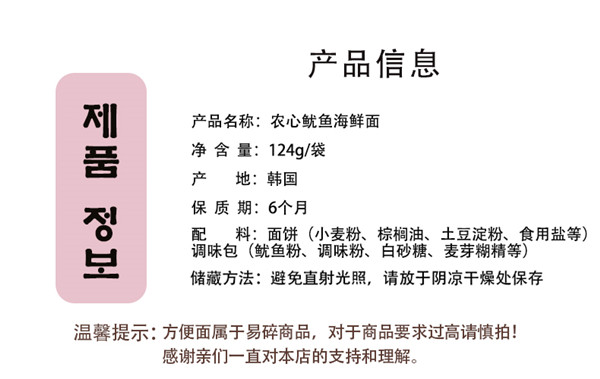 产品信息
제품 정보
产品名称：农心鱿鱼海鲜面
净 含 量：124g/袋
产 地：韩国
保 质 期：6个月
配 料：面饼（小麦粉、棕榈油、土豆淀粉、食用盐等）
调味包（鱿鱼粉、调味粉、白砂糖、麦芽糊精等）
储藏方法：避免直射光照，请放于阴凉干燥处保存
温馨提示：方便面属于易碎商品，对于商品要求过高请慎拍！
感谢亲们一直对本店的支持和理解。